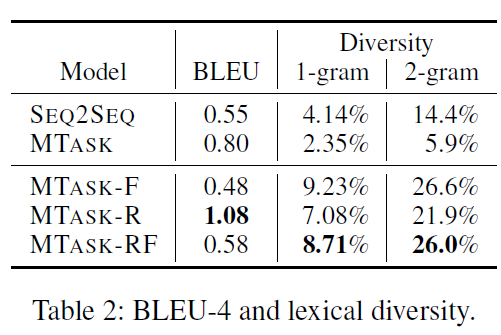 Diversity
Model BLEU 1-gram 2-gram
SEQ2SEQ 0.55 4.14% 14.4%
MTASK 0.80 2.35% 5.9%
MTASK-F 0.48 9.23% 26.6%
MTASK-R 1.08 7.08% 21.9%
MTASK-RF 0.58 8.71% 26.0%
Table 2: BLEU-4 and lexical diversity.